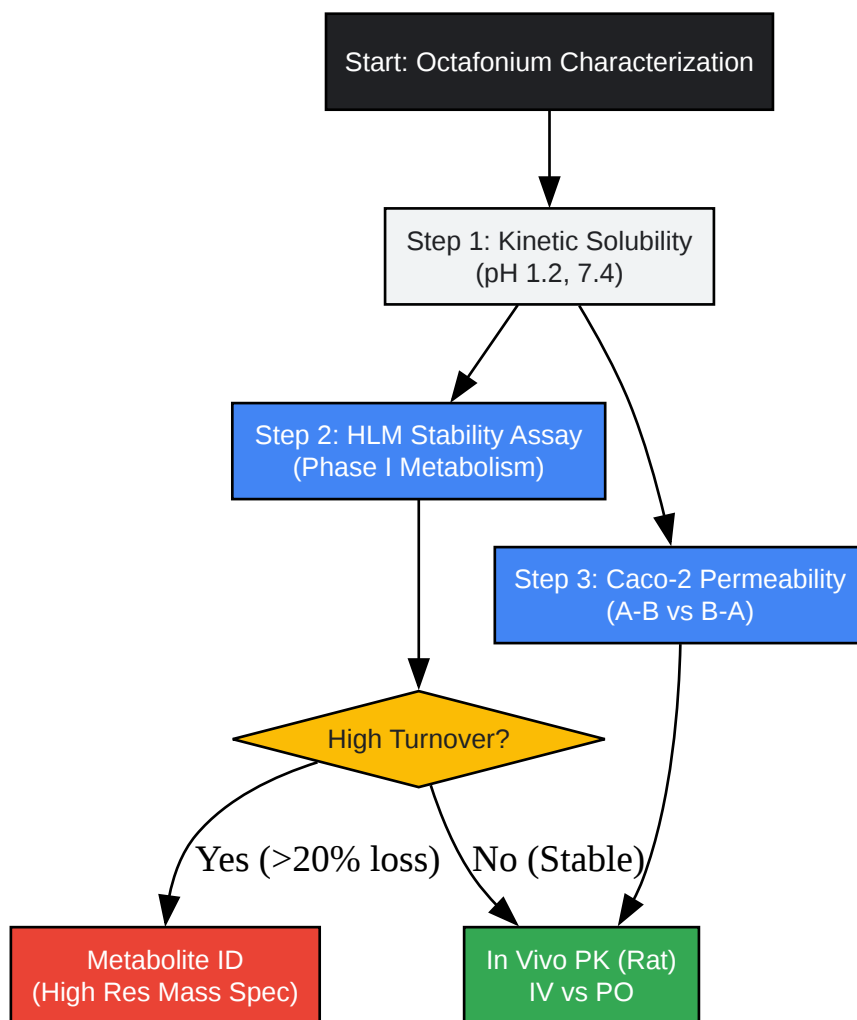 Start: Octafonium Characterization
Step 1: Kinetic Solubility
(pH 1.2, 7.4)
Step 2: HLM Stability Assay
(Phase I Metabolism)
Step 3: Caco-2 Permeability
(A-B vs B-A)
High Turnover?
Yes (>20% loss)
No (Stable)
Metabolite ID
(High Res Mass Spec)
In Vivo PK (Rat)
IV vs PO